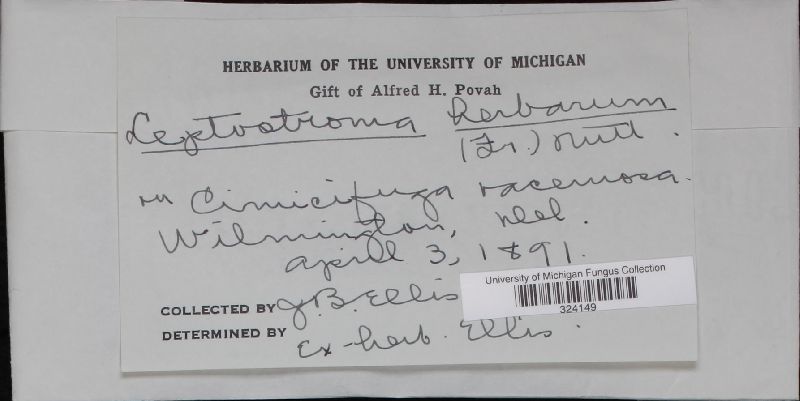 HERBARIUM OF THE UNIVERSITY OF MICHIGAN
Gift of Alfred H. Povah
Leptostroma herbarum
(Fr.)
on Cimicifuga racemosa.
Wilmington, Del.
april 3, 1891.
COLLECTED BY J. B. Ellis
DETERMINED BY
Ex-herb. Ellis.
University of Michigan Fungus Collection
324149